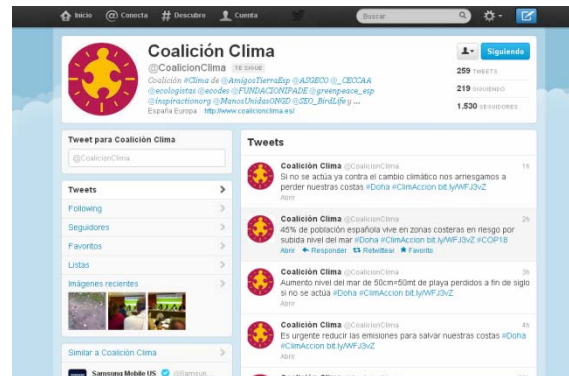 Inicio @ Conecta # Descubre Cuenta Buscar
Coalición Clima
@CoalicionClima TE SIGUE
Coalición #Clima de @AmigosTierraEsp @ASGECO @_CECCAA
@ecologistas @ecodes @FUNDACIONIPADE @greenpeace_esp
@inspiractionorg @ManosUnidasONGD @SEO_BirdLife y ...
España Europa · http://www.coalicionclima.es/
Siguiendo
259 TWEETS
219 SIGUIENDO
1.530 SEGUIDORES
Tweet para Coalición Clima
@CoalicionClima
Tweets
Following
Seguidores
Favoritos
Listas
Imágenes recientes
Similar a Coalición Clima
Samsung Mobile US
Tweets
Coalición Clima @CoalicionClima 1h
Si no se actúa ya contra el cambio climático nos arriesgamos a
perder nuestras costas #Doha #ClimAccion bit.ly/WFJ3vZ
Abrir
Coalición Clima @CoalicionClima 2h
45% de población española vive en zonas costeras en riesgo por
subida nivel del mar #Doha #ClimAccion bit.ly/WFJ3vZ #COP18
Abrir Responder Retwittear Favorito
Coalición Clima @CoalicionClima 3h
Aumento nivel del mar de 50cm=50mt de playa perdidos a fin de siglo
si no se actúa #Doha #ClimAccion bit.ly/WFJ3vZ
Abrir
Coalición Clima @CoalicionClima 4h
Es urgente reducir las emisiones para salvar nuestras costas #Doha
#ClimAccion bit.ly/WFJ3vZ
Abrir